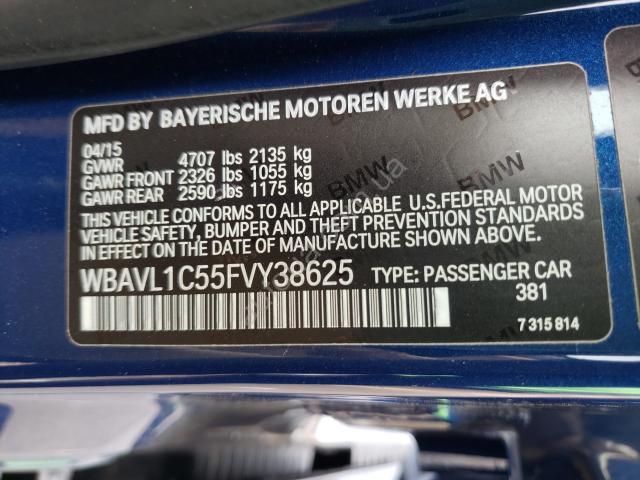 MFD BY BAYERISCHE MOTOREN WERKE AG
04/15
GVWR 4707 lbs 2135 kg
GAWR FRONT 2326 lbs 1055 kg
GAWR REAR 2590 lbs 1175 kg
THIS VEHICLE CONFORMS TO ALL APPLICABLE U.S.FEDERAL MOTOR
VEHICLE SAFETY, BUMPER AND THEFT PREVENTION STANDARDS
IN EFFECT ON THE DATE OF MANUFACTURE SHOWN ABOVE.
WBAVL1C55FVY38625 TYPE: PASSENGER CAR
381
7 315 814